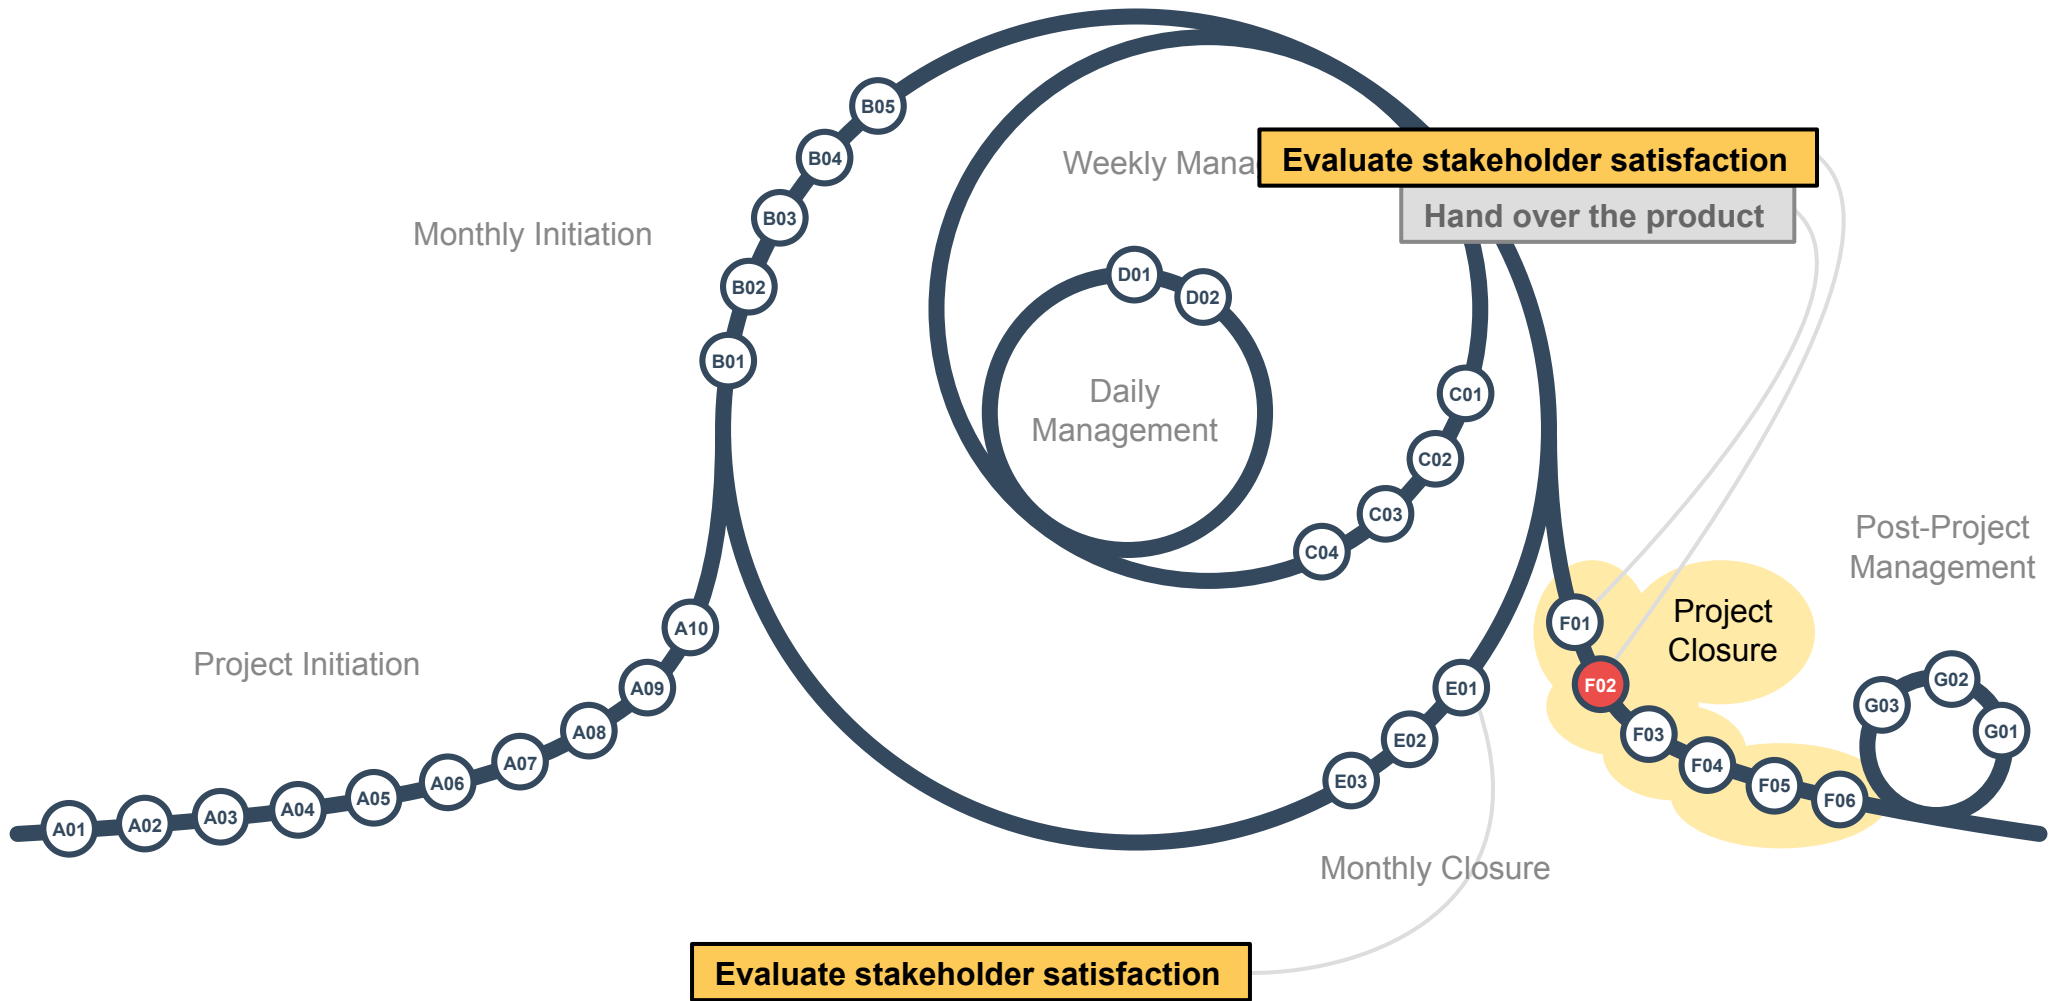 B05
B04
B03
B02
B01
Monthly Initiation
Weekly Mana
Evaluate stakeholder satisfaction
Hand over the product
D01
D02
Daily
Management
C01
C02
C03
C04
Project Initiation
A01
A02
A03
A04
A05
A06
A07
A08
A09
A10
E01
E02
E03
Monthly Closure
Evaluate stakeholder satisfaction
F01
F02
F03
F04
F05
F06
Project
Closure
Post-Project
Management
G03
G02
G01